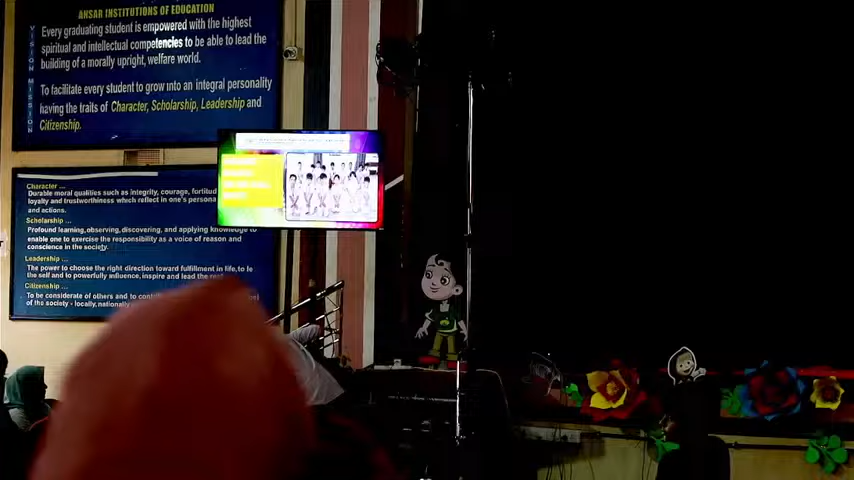 ANSAR INSTITUTIONS OF EDUCATION
VISION
Every graduating student is empowered with the highest
spiritual and intellectual competencies to be able to lead the
building of a morally upright, welfare world.
MISSION
To facilitate every student to grow into an integral personality
having the traits of Character, Scholarship, Leadership and
Citizenship.
Character ...
Durable moral qualities such as integrity, courage,
loyalty and trustworthiness which reflect in one's
and actions.
Scholarship ...
Profound learning, observing, discovering, and applying knowledge to
enable one to exercise the responsibility as a voice of reason and
conscience in the society.
Leadership ...
The power to choose the right direction toward fulfillment in life, to
the self and to powerfully influence, inspire and lead the
Citizenship ...
To be considerate of others and to
of the society - locally,